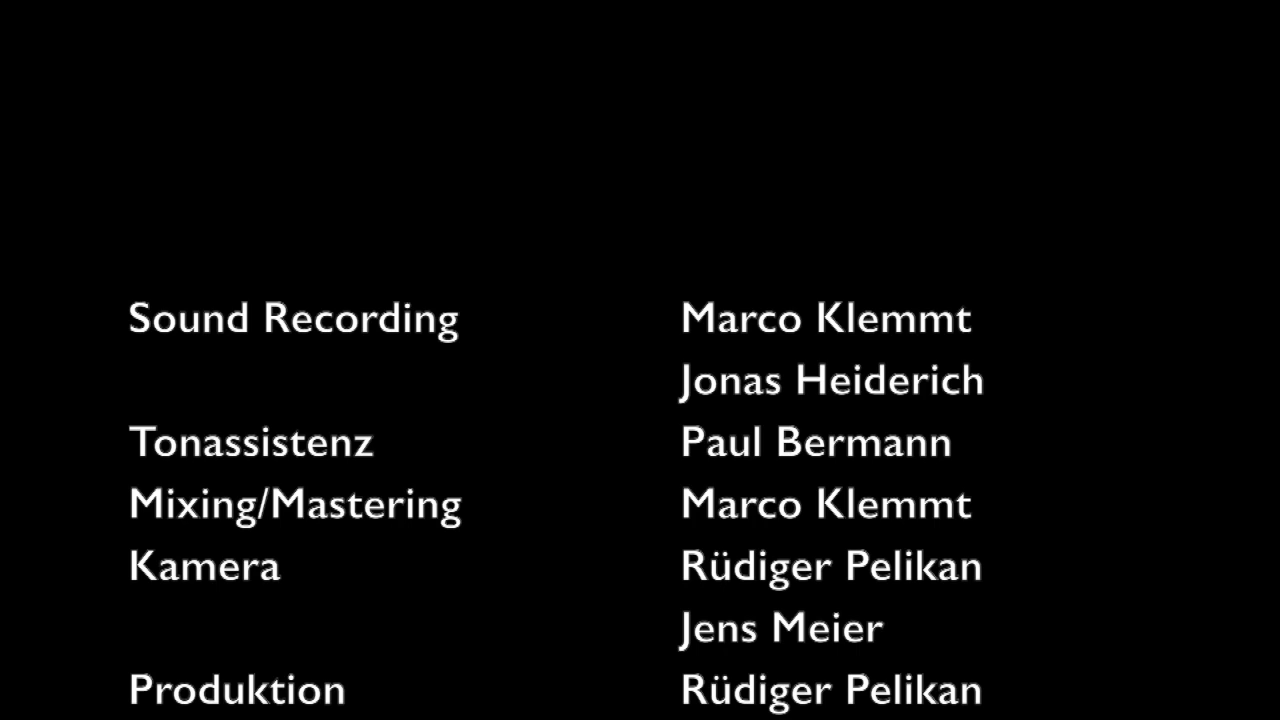 Sound Recording Marco Klemmt
Jonas Heiderich
Tonassistenz Paul Bermann
Mixing/Mastering Marco Klemmt
Kamera Rüdiger Pelikan
Jens Meier
Produktion Rüdiger Pelikan